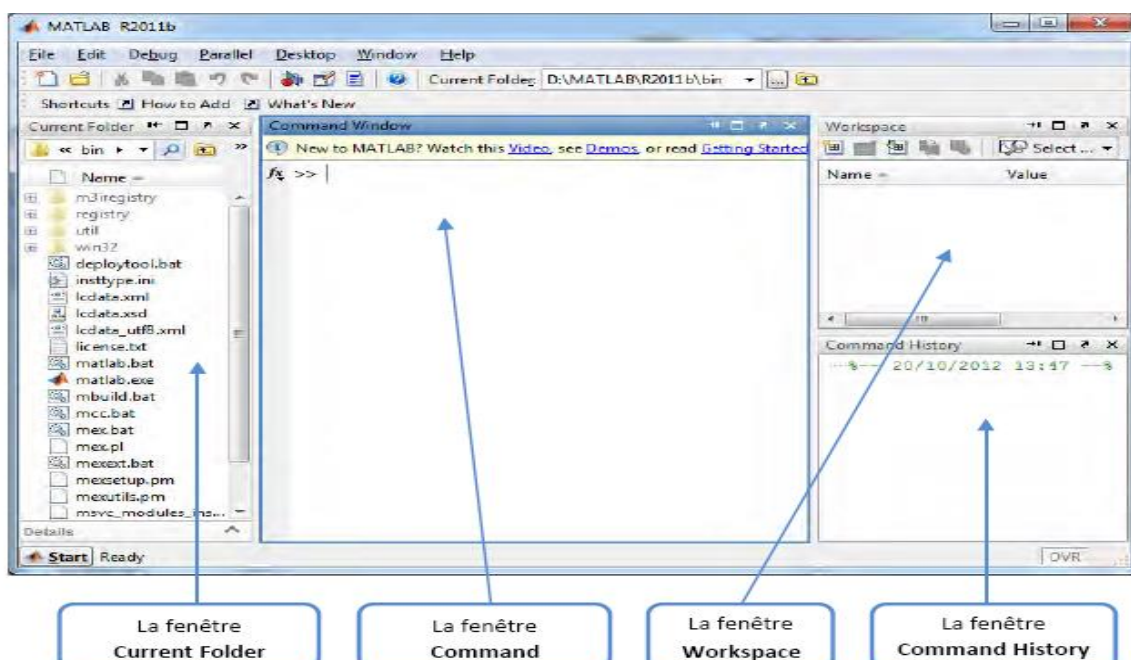 MATLAB R2011b
File Edit Debug Parallel Desktop Window Help
Current Folder: D:\MATLAB\R2011b\bin
Shortcuts How to Add What's New
Current Folder
« bin
Name
m3iregistry
registry
util
win32
deploytool.bat
insttype.ini
lcdata.xml
lcdata.xsd
lcdata_utf8.xml
license.txt
matlab.bat
matlab.exe
mbuild.bat
mcc.bat
mex.bat
mex.pl
mexext.bat
mexsetup.pm
mexutils.pm
msvc_modules_ins...
Details
Start Ready
Command Window
New to MATLAB? Watch this Video, see Demos, or read Getting Started
fx >>
Workspace
Select ...
Name Value
Command History
%-- 20/10/2012 13:47 --%
OVR
La fenêtre
Current Folder
La fenêtre
Command
La fenêtre
Workspace
La fenêtre
Command History